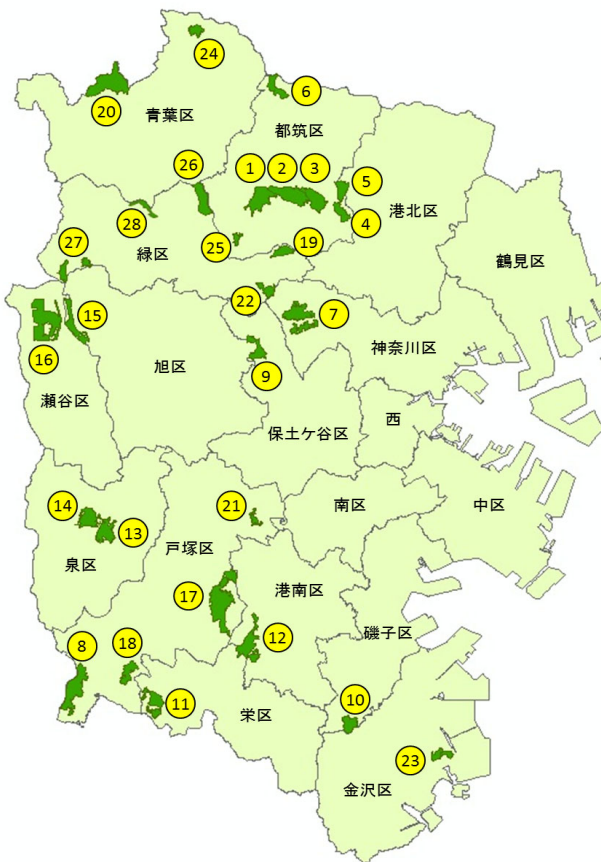 24
20
6
青葉区
都筑区
26
1
2
3
5
港北区
4
28
25
19
27
緑区
鶴見区
22
7
15
神奈川区
16
旭区
9
瀬谷区
保土ケ谷区
西
14
21
南区
中区
13
戸塚区
泉区
17
港南区
12
磯子区
8
18
11
10
栄区
23
金沢区